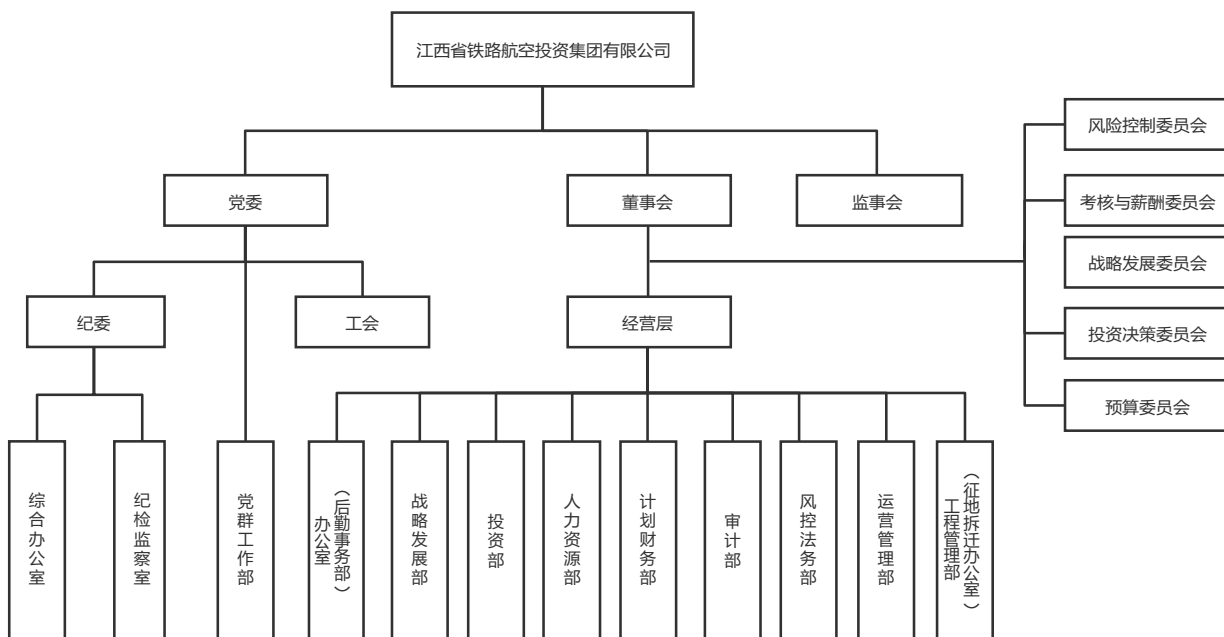 江西省铁路航空投资集团有限公司
党委
董事会
监事会
风险控制委员会
考核与薪酬委员会
战略发展委员会
投资决策委员会
预算委员会
纪委
工会
经营层
综合办公室
纪检监察室
党群工作部
办公室
（后勤事务部）
战略发展部
投资部
人力资源部
计划财务部
审计部
风控法务部
运营管理部
工程管理部
（征地拆迁办公室）